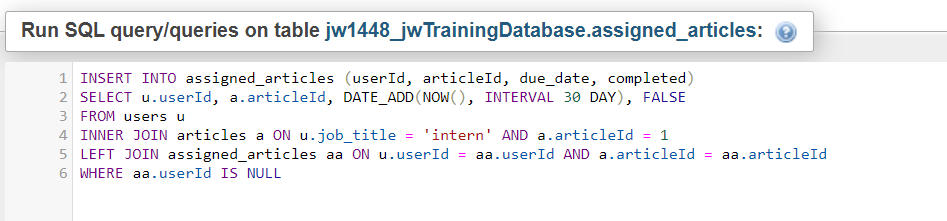 Run SQL query/queries on table jw1448_jwTrainingDatabase.assigned_articles:
1 INSERT INTO assigned_articles (userId, articleId, due_date, completed)
2 SELECT u.userId, a.articleId, DATE_ADD(NOW(), INTERVAL 30 DAY), FALSE
3 FROM users u
4 INNER JOIN articles a ON u.job_title = 'intern' AND a.articleId = 1
5 LEFT JOIN assigned_articles aa ON u.userId = aa.userId AND a.articleId = aa.articleId
6 WHERE aa.userId IS NULL